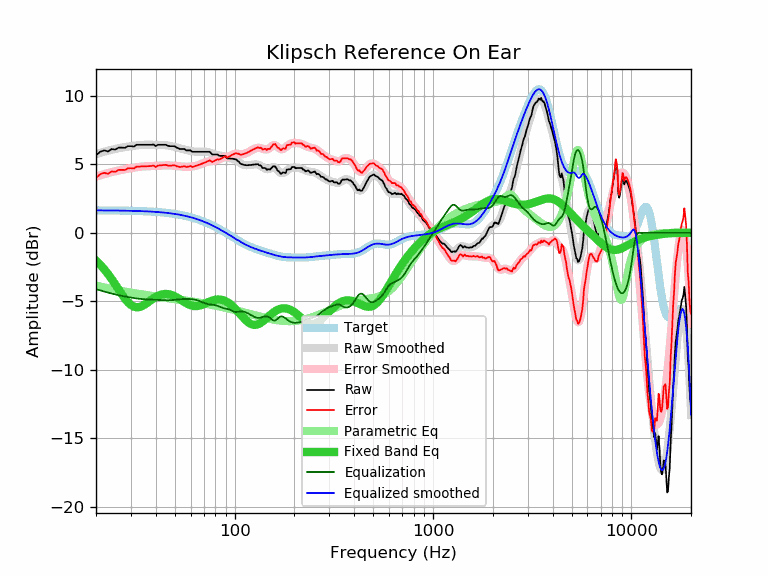 Klipsch Reference On Ear
Amplitude (dBr)
10
5
0
−5
−10
−15
−20
Target
Raw Smoothed
Error Smoothed
Raw
Error
Parametric Eq
Fixed Band Eq
Equalization
Equalized smoothed
100
1000
10000
Frequency (Hz)